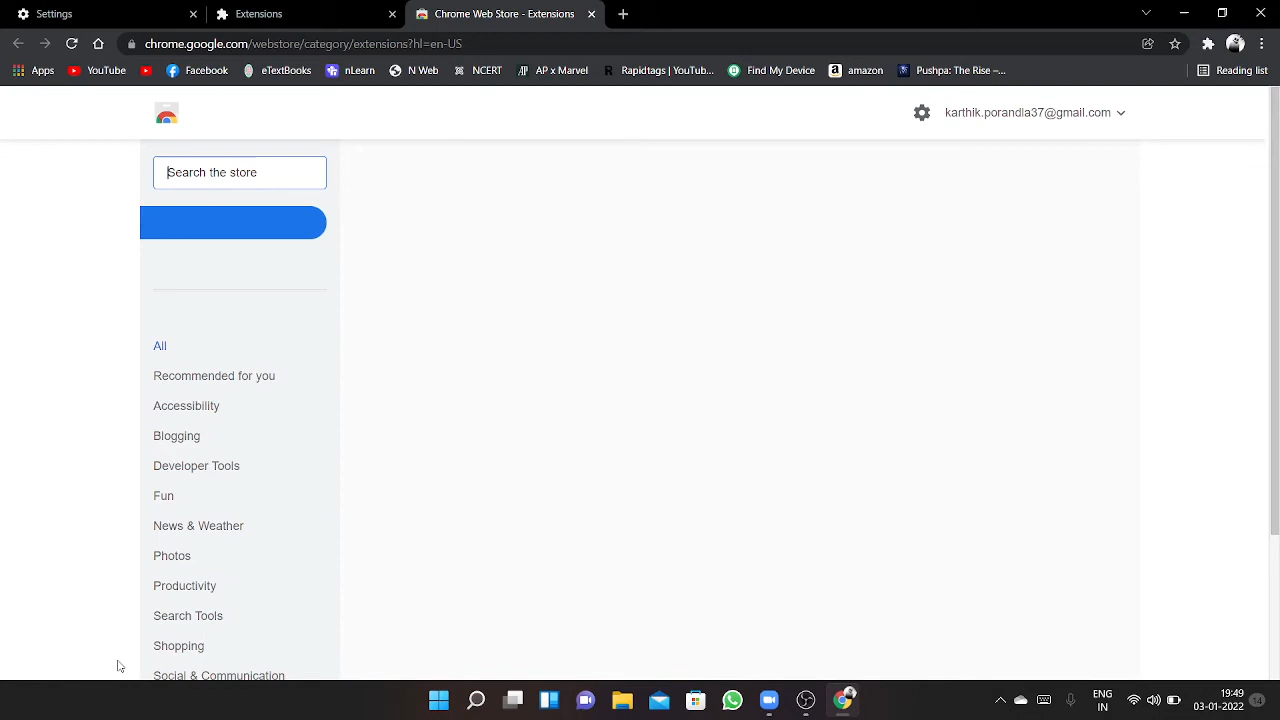 Settings
Extensions
Chrome Web Store - Extensions
chrome.google.com/webstore/category/extensions?hl=en-US
Apps
YouTube
Facebook
eTextBooks
nLearn
N Web
NCERT
AP x Marvel
Rapidtags | YouTub...
Find My Device
amazon
Pushpa: The Rise –...
Reading list
karthik.porandla37@gmail.com
Search the store
All
Recommended for you
Accessibility
Blogging
Developer Tools
Fun
News & Weather
Photos
Productivity
Search Tools
Shopping
Social & Communication
ENG
IN
19:49
03-01-2022
14